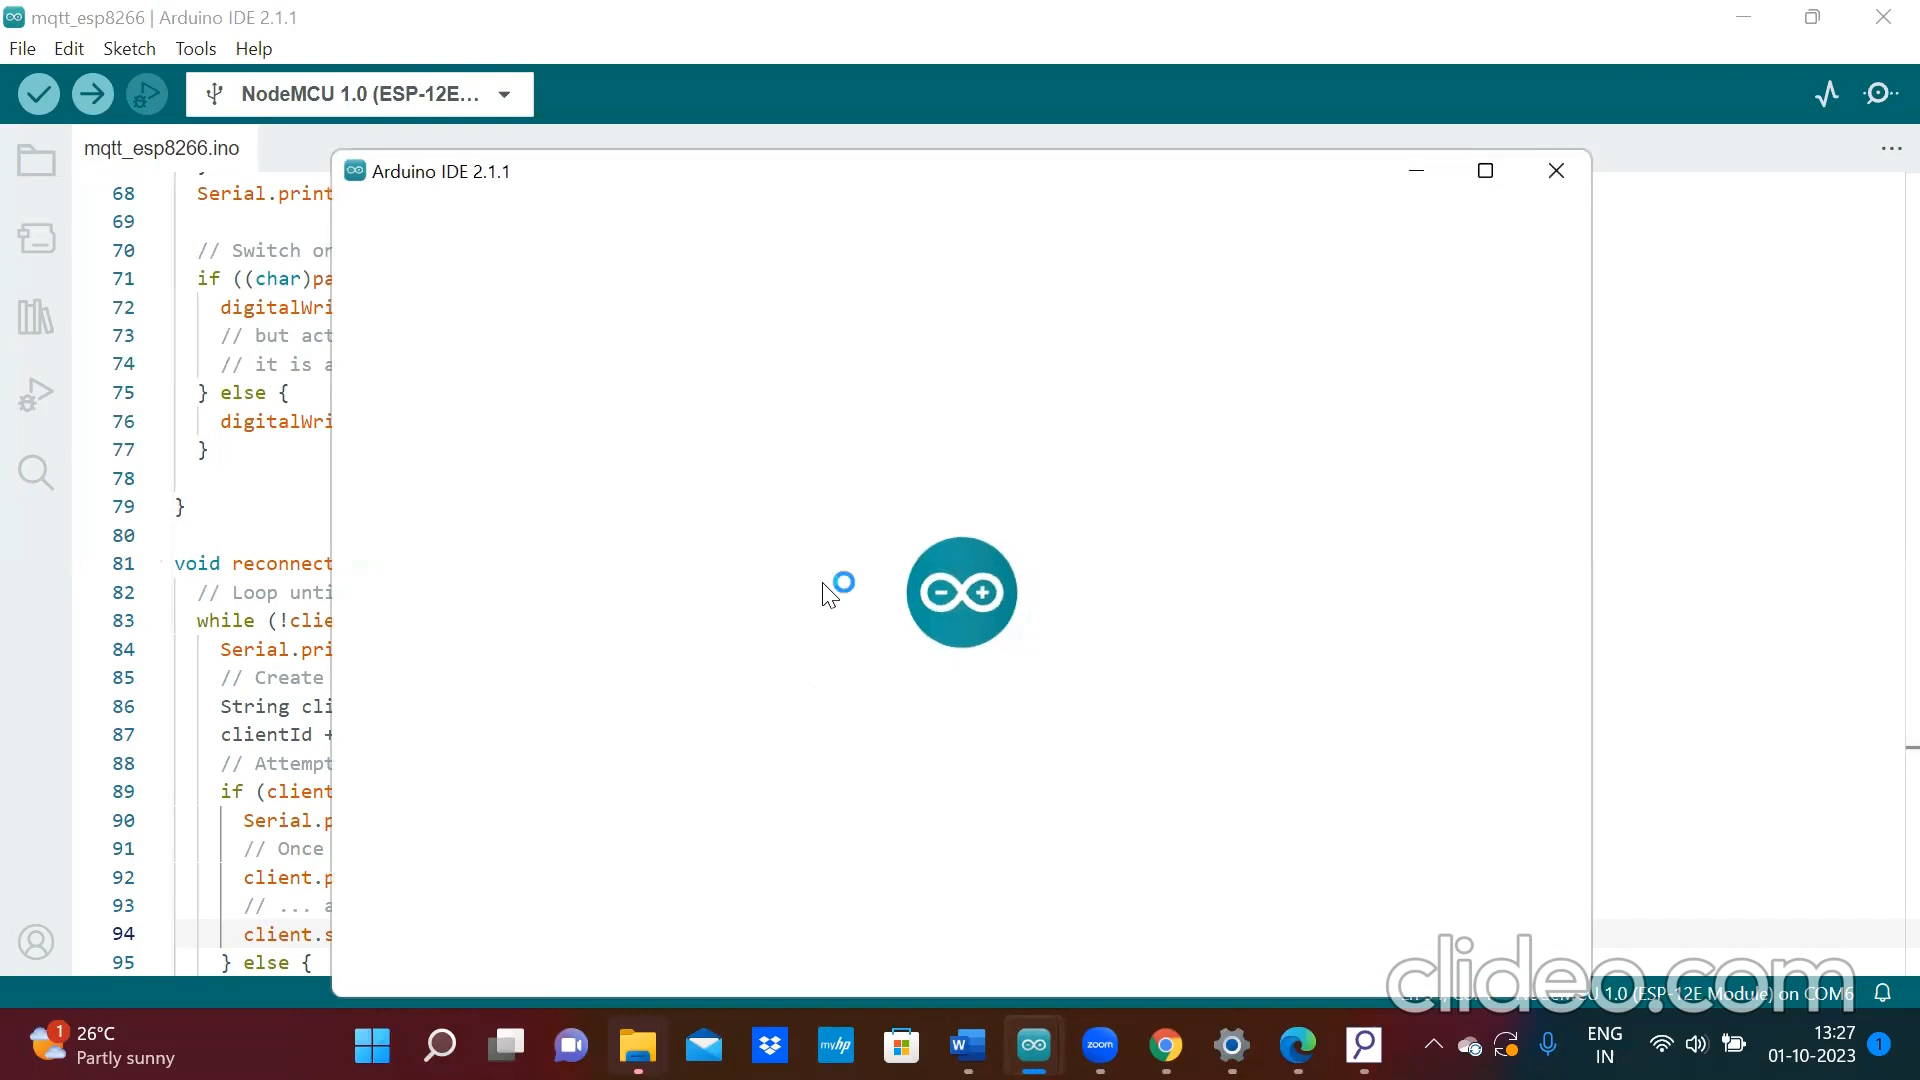 mqtt_esp8266 | Arduino IDE 2.1.1
File Edit Sketch Tools Help
NodeMCU 1.0 (ESP-12E...
mqtt_esp8266.ino
Arduino IDE 2.1.1
68 Serial.print
69
70 // Switch on
71 if ((char)pa
72 digitalWri
73 // but act
74 // it is a
75 } else {
76 digitalWri
77 }
78
79 }
80
81 void reconnect
82 // Loop unti
83 while (!clie
84 Serial.pri
85 // Create
86 String cli
87 clientId +
88 // Attempt
89 if (client
90 Serial.p
91 // Once
92 client.p
93 // ... a
94 client.s
95 } else {
1.0 (ESP-12E Module) on COM6
clideo.com
1
26°C
Partly sunny
myhp
W
zoom
ENG
IN
13:27
01-10-2023
1